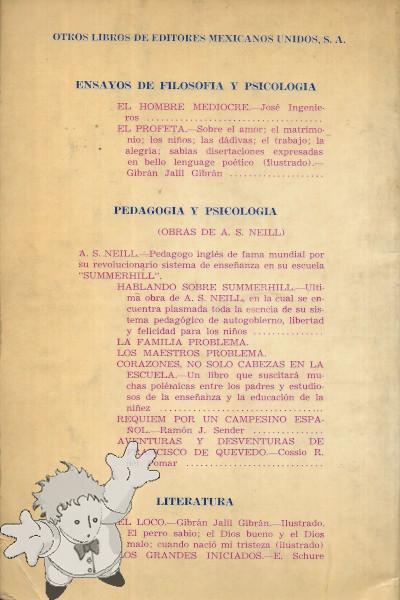 OTROS LIBROS DE EDITORES MEXICANOS UNIDOS, S. A.
ENSAYOS DE FILOSOFIA Y PSICOLOGIA
EL HOMBRE MEDIOCRE.—José Ingenie-
ros
EL PROFETA.—Sobre el amor; el matrimo-
nio; los niños; las dádivas; el trabajo; la
alegría; sabias disertaciones expresadas
en bello lenguage poético (Ilustrado).—
Gibrán Jalil Gibrán
PEDAGOGIA Y PSICOLOGIA
(OBRAS DE A. S. NEILL)
A. S. NEILL.—Pedagogo inglés de fama mundial por
su revolucionario sistema de enseñanza en su escuela
"SUMMERHILL".
HABLANDO SOBRE SUMMERHILL.—Ulti-
ma obra de A. S. NEILL, en la cual se en-
cuentra plasmada toda la esencia de su sis-
tema pedagógico de autogobierno, libertad
y felicidad para los niños
LA FAMILIA PROBLEMA.
LOS MAESTROS PROBLEMA.
CORAZONES, NO SOLO CABEZAS EN LA
ESCUELA.—Un libro que suscitará mu-
chas polémicas entre los padres y estudio-
sos de la enseñanza y la educación de la
niñez
REQUIEM POR UN CAMPESINO ESPA-
ÑOL.—Ramón J. Sender
AVENTURAS Y DESVENTURAS DE
FRANCISCO DE QUEVEDO.—Cossio R.
Pomar
LITERATURA
EL LOCO.—Gibrán Jalil Gibrán.—Ilustrado.
El perro sabio; el Dios bueno y el Dios
malo; cuando nació mi tristeza (Ilustrado)
LOS GRANDES INICIADOS.—E. Schure